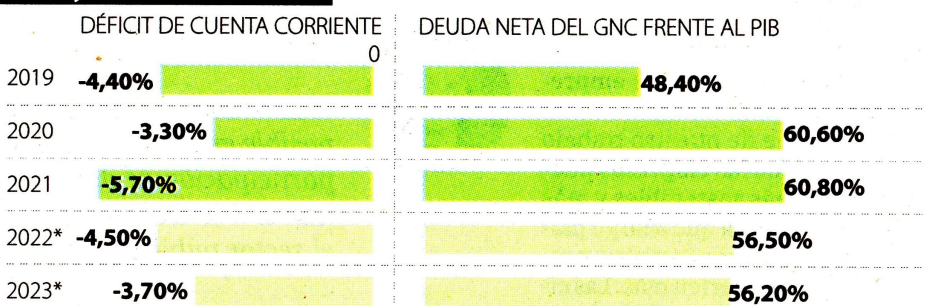 DÉFICIT DE CUENTA CORRIENTE DEUDA NETA DEL GNC FRENTE AL PIB
0
2019 -4,40% 48,40%
2020 -3,30% 60,60%
2021 -5,70% 60,80%
2022* -4,50% 56,50%
2023* -3,70% 56,20%